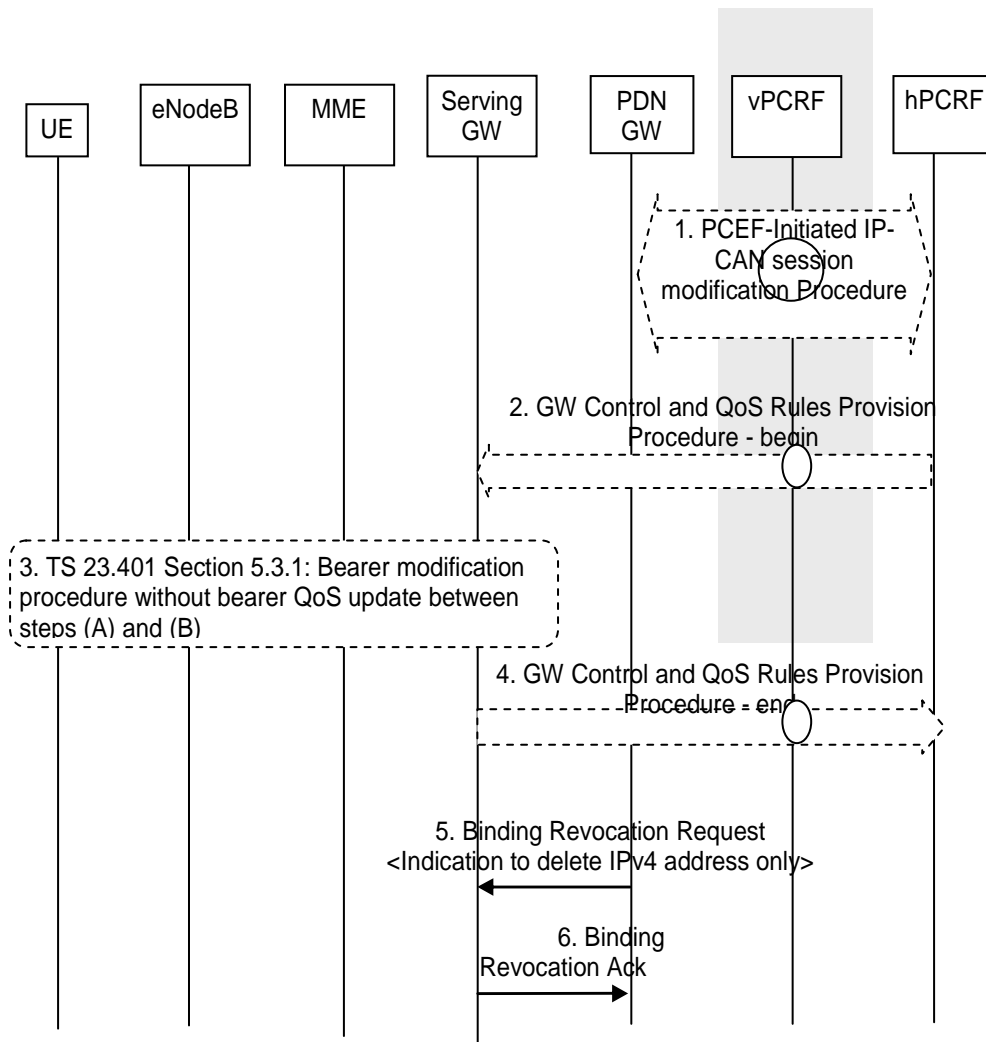 UE
eNodeB
MME
Serving
GW
PDN
GW
vPCRF
hPCRF
1. PCEF-Initiated IP-
CAN session
modification Procedure
2. GW Control and QoS Rules Provision
Procedure - begin
3. TS 23.401 Section 5.3.1: Bearer modification
procedure without bearer QoS update between
steps (A) and (B)
4. GW Control and QoS Rules Provision
Procedure - end
5. Binding Revocation Request
<Indication to delete IPv4 address only>
6. Binding
Revocation Ack